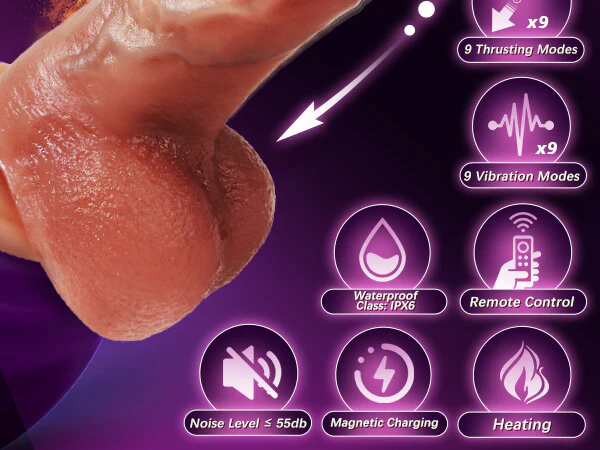 x9
9 Thrusting Modes
x9
9 Vibration Modes
Waterproof
Class: IPX6
Remote Control
Noise Level ≤ 55db
Magnetic Charging
Heating